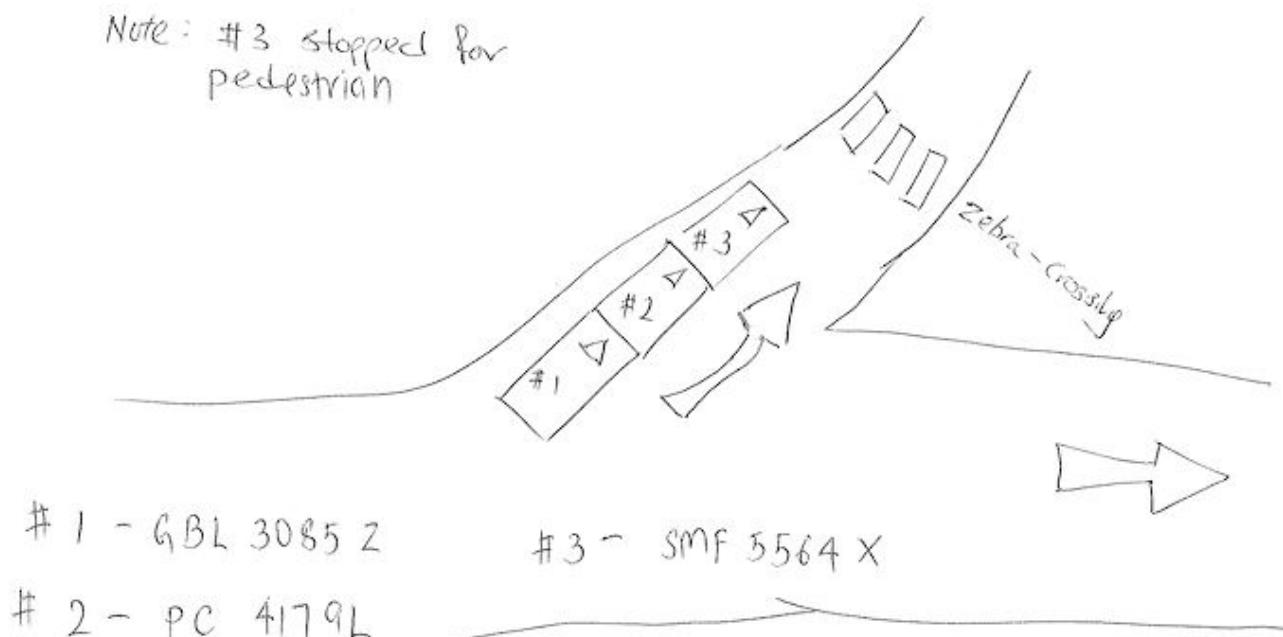 Note: #3 stopped for
pedestrian
#3
#2
#1
Zebra-Crossing
#1 - GBL 3085 Z
#3 - SMF 5564 X
#2 - PC 4179L